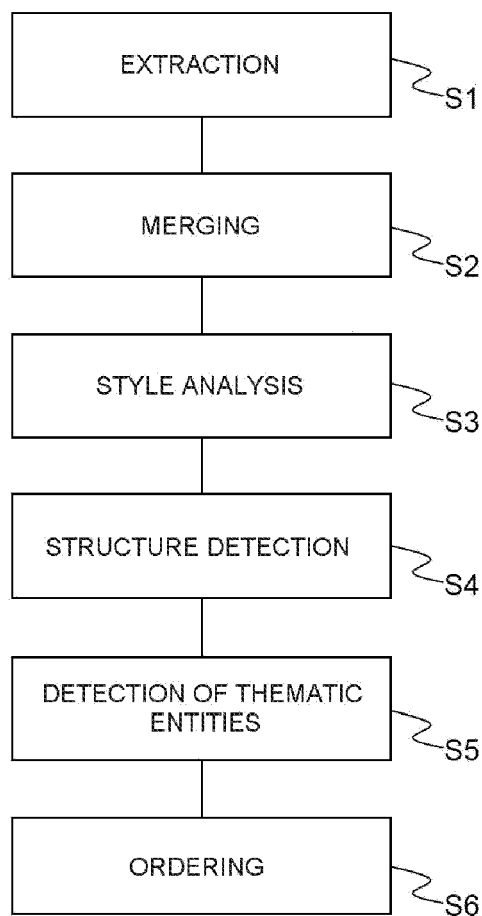 EXTRACTION
S1
MERGING
S2
STYLE ANALYSIS
S3
STRUCTURE DETECTION
S4
DETECTION OF THEMATIC
ENTITIES
S5
ORDERING
S6